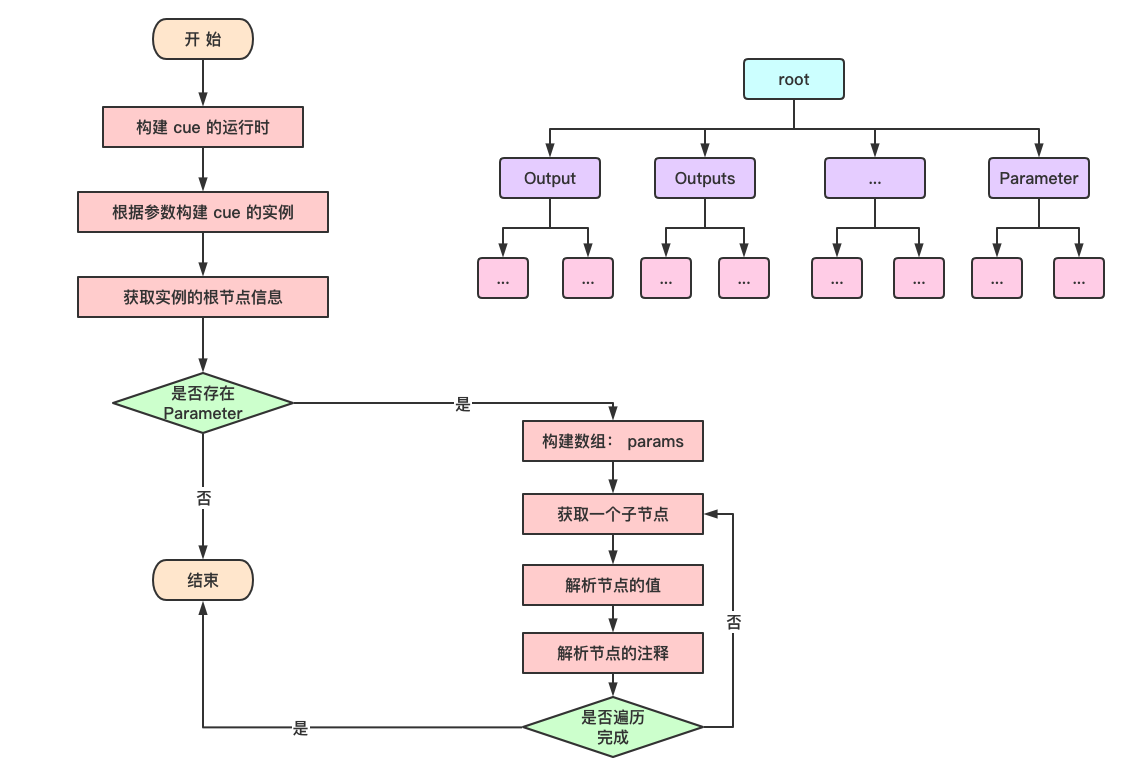 开 始
构建 cue 的运行时
根据参数构建 cue 的实例
获取实例的根节点信息
是否存在
Parameter
是
否
结束
构建数组： params
获取一个子节点
解析节点的值
解析节点的注释
是否遍历
完成
否
是
root
Output
Outputs
...
Parameter
...
...
...
...
...
...
...
...